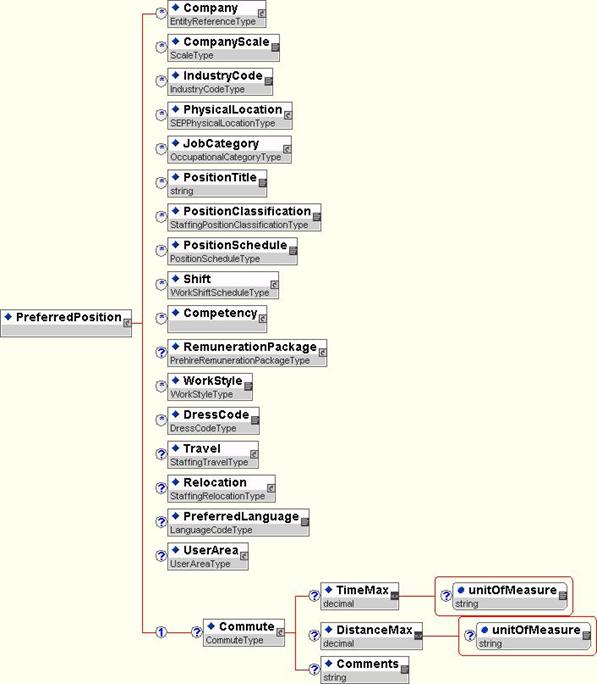 Company
EntityReferenceType
CompanyScale
ScaleType
IndustryCode
IndustryCodeType
PhysicalLocation
SEPPhysicalLocationType
JobCategory
OccupationalCategoryType
PositionTitle
string
PositionClassification
StaffingPositionClassificationType
PositionSchedule
PositionScheduleType
Shift
WorkShiftScheduleType
PreferredPosition
Competency
RemunerationPackage
PrehireRemunerationPackageType
WorkStyle
WorkStyleType
DressCode
DressCodeType
Travel
StaffingTravelType
Relocation
StaffingRelocationType
PreferredLanguage
LanguageCodeType
UserArea
UserAreaType
1
Commute
CommuteType
TimeMax
decimal
unitOfMeasure
string
DistanceMax
decimal
unitOfMeasure
string
Comments
string